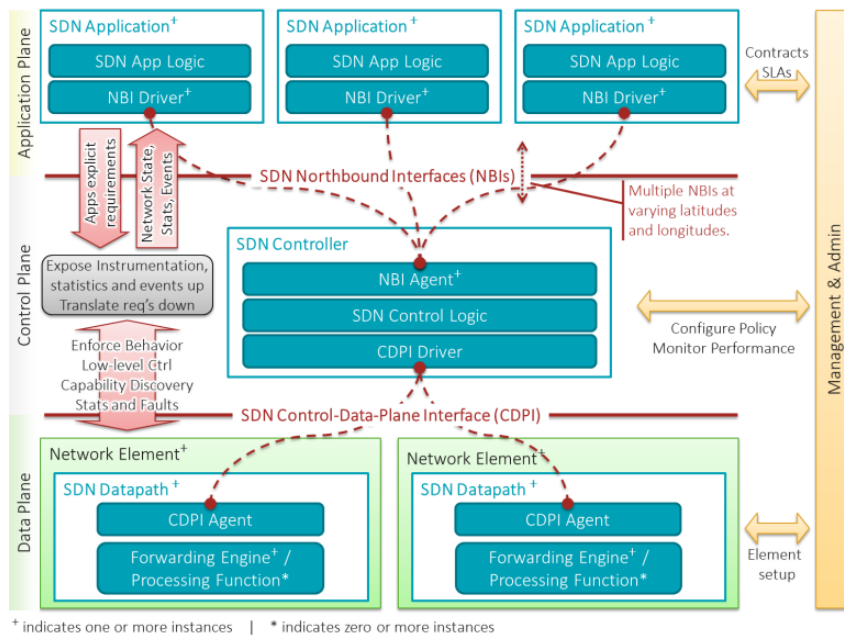 Application Plane
SDN Application+
SDN App Logic
NBI Driver+
SDN Application+
SDN App Logic
NBI Driver+
SDN Application+
SDN App Logic
NBI Driver+
Contracts
SLAs
Apps explicit
requirements
Network State,
Stats, Events
SDN Northbound Interfaces (NBIs)
Multiple NBIs at
varying latitudes
and longitudes.
Control Plane
Expose Instrumentation,
statistics and events up
Translate req's down
SDN Controller
NBI Agent+
SDN Control Logic
CDPI Driver
Configure Policy
Monitor Performance
Management & Admin
Enforce Behavior
Low-level Ctrl
Capability Discovery
Stats and Faults
SDN Control-Data-Plane Interface (CDPI)
Data Plane
Network Element+
SDN Datapath+
CDPI Agent
Forwarding Engine+ /
Processing Function*
Network Element+
SDN Datapath+
CDPI Agent
Forwarding Engine+ /
Processing Function*
Element
setup
+ indicates one or more instances | * indicates zero or more instances